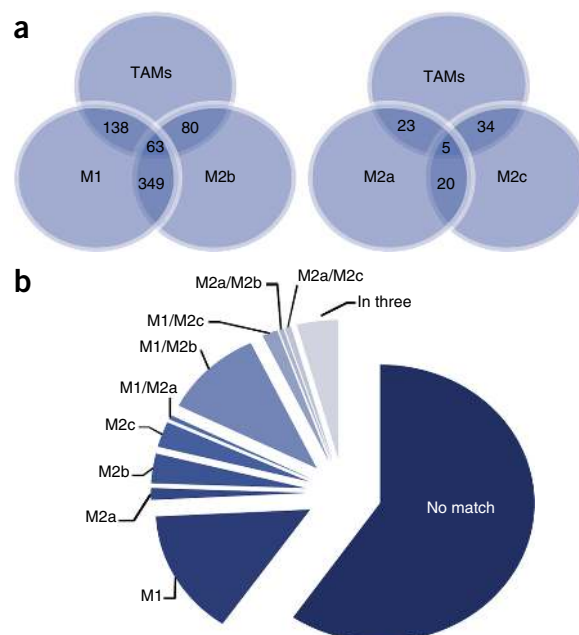 a
TAMs
138
80
63
M1
349
M2b
TAMs
23
34
5
M2a
20
M2c
b
M2a/M2b
M2a/M2c
In three
M1/M2c
M1/M2b
M1/M2a
M2c
M2b
M2a
M1
No match